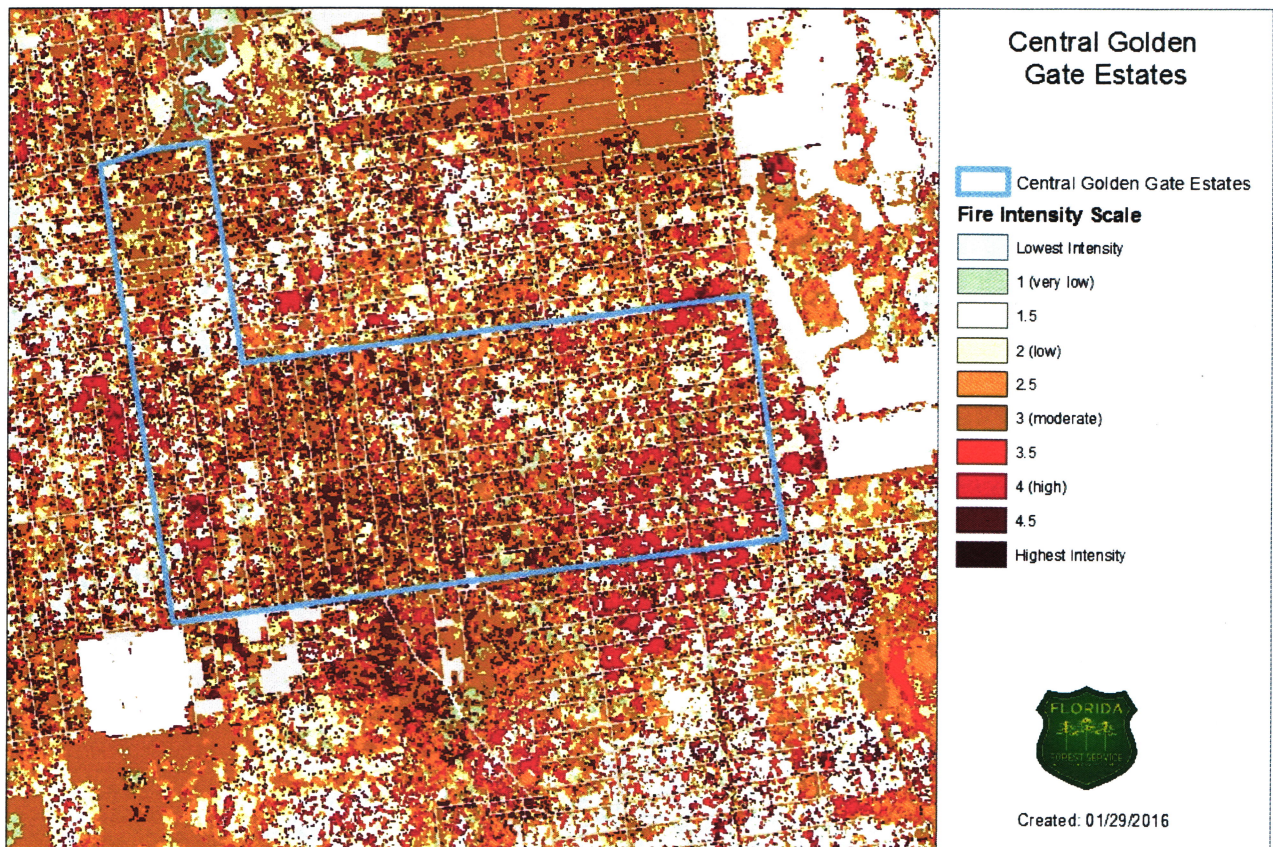 Central Golden
Gate Estates
Central Golden Gate Estates
Fire Intensity Scale
Lowest Intensity
1 (very low)
1.5
2 (low)
2.5
3 (moderate)
3.5
4 (high)
4.5
Highest Intensity
FLORIDA
FOREST SERVICE
Created: 01/29/2016